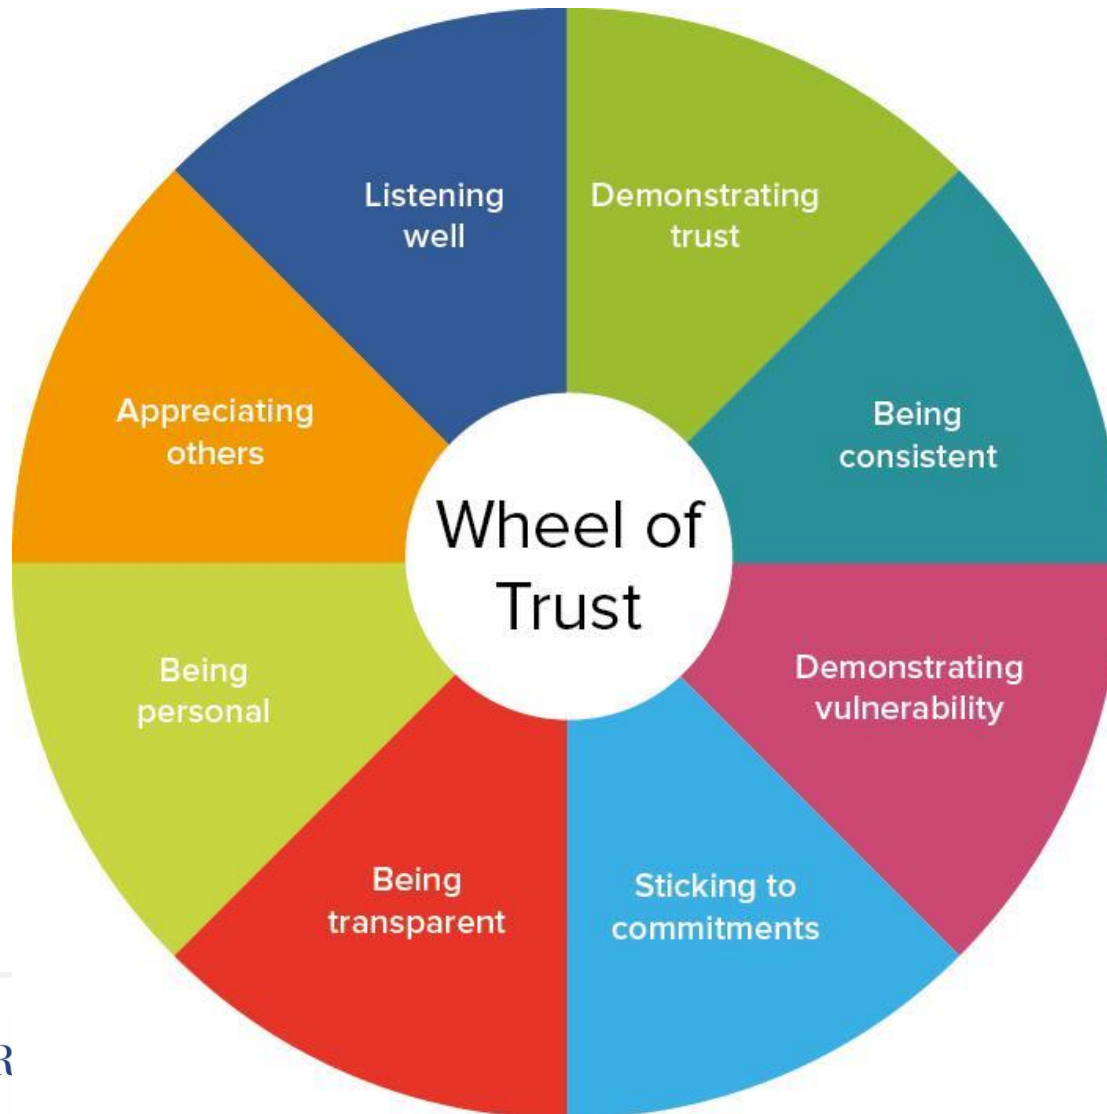 Listening
well
Demonstrating
trust
Being
consistent
Demonstrating
vulnerability
Sticking to
commitments
Being
transparent
Being
personal
Appreciating
others
Wheel of
Trust
R